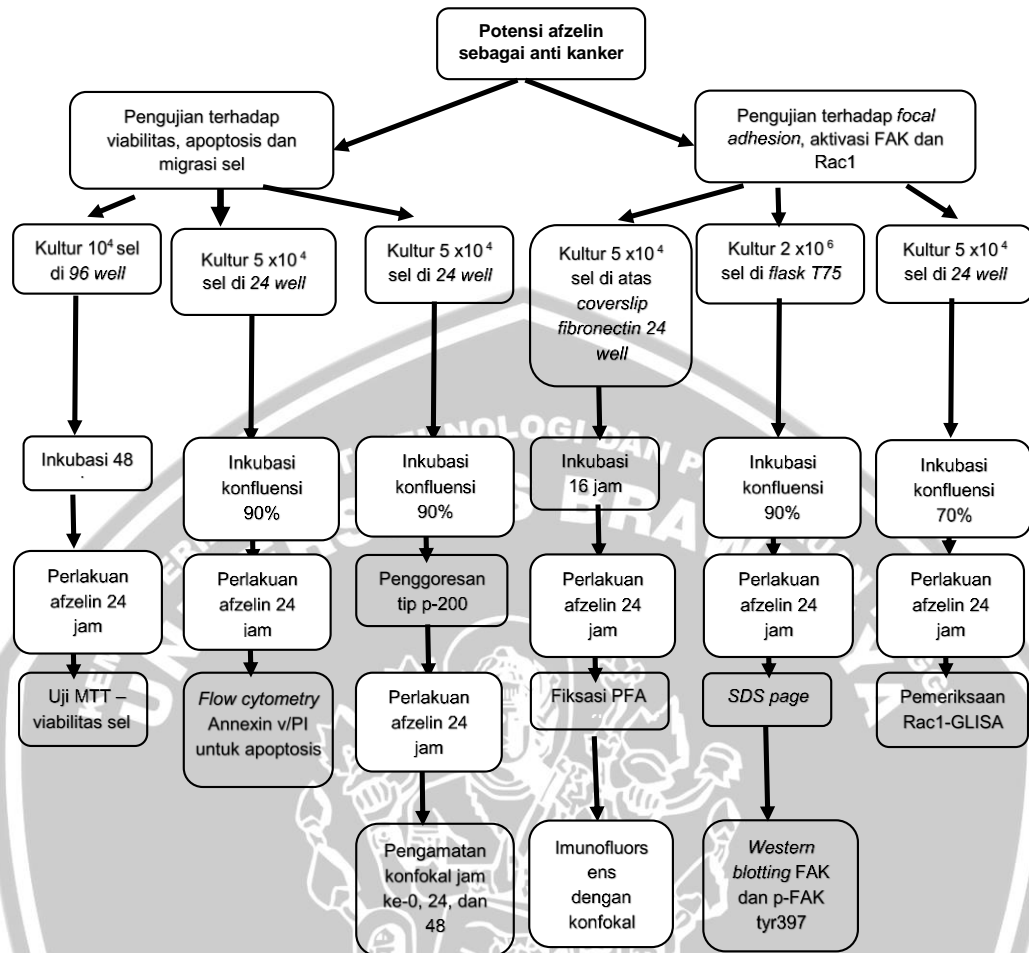 Potensi afzelin
sebagai anti kanker
Pengujian terhadap
viabilitas, apoptosis dan
migrasi sel
Pengujian terhadap focal
adhesion, aktivasi FAK dan
Rac1
Kultur 10⁴ sel
di 96 well
Kultur 5 x10⁴
sel di 24 well
Kultur 5 x10⁴
sel di 24 well
Kultur 5 x10⁴
sel di atas
coverslip
fibronectin 24
well
Kultur 2 x10⁶
sel di flask T75
Kultur 5 x10⁴
sel di 24 well
Inkubasi 48
Inkubasi
konfluensi
90%
Inkubasi
konfluensi
90%
Inkubasi
16 jam
Inkubasi
konfluensi
90%
Inkubasi
konfluensi
70%
Perlakuan
afzelin 24
jam
Perlakuan
afzelin 24
jam
Penggoresan
tip p-200
Perlakuan
afzelin 24
jam
Perlakuan
afzelin 24
jam
Perlakuan
afzelin 24
jam
Uji MTT –
viabilitas sel
Flow cytometry
Annexin v/PI
untuk apoptosis
Perlakuan
afzelin 24
jam
Fiksasi PFA
SDS page
Pemeriksaan
Rac1-GLISA
Pengamatan
konfokal jam
ke-0, 24, dan
48
Imunofluors
ens dengan
konfokal
Western
blotting FAK
dan p-FAK
tyr397